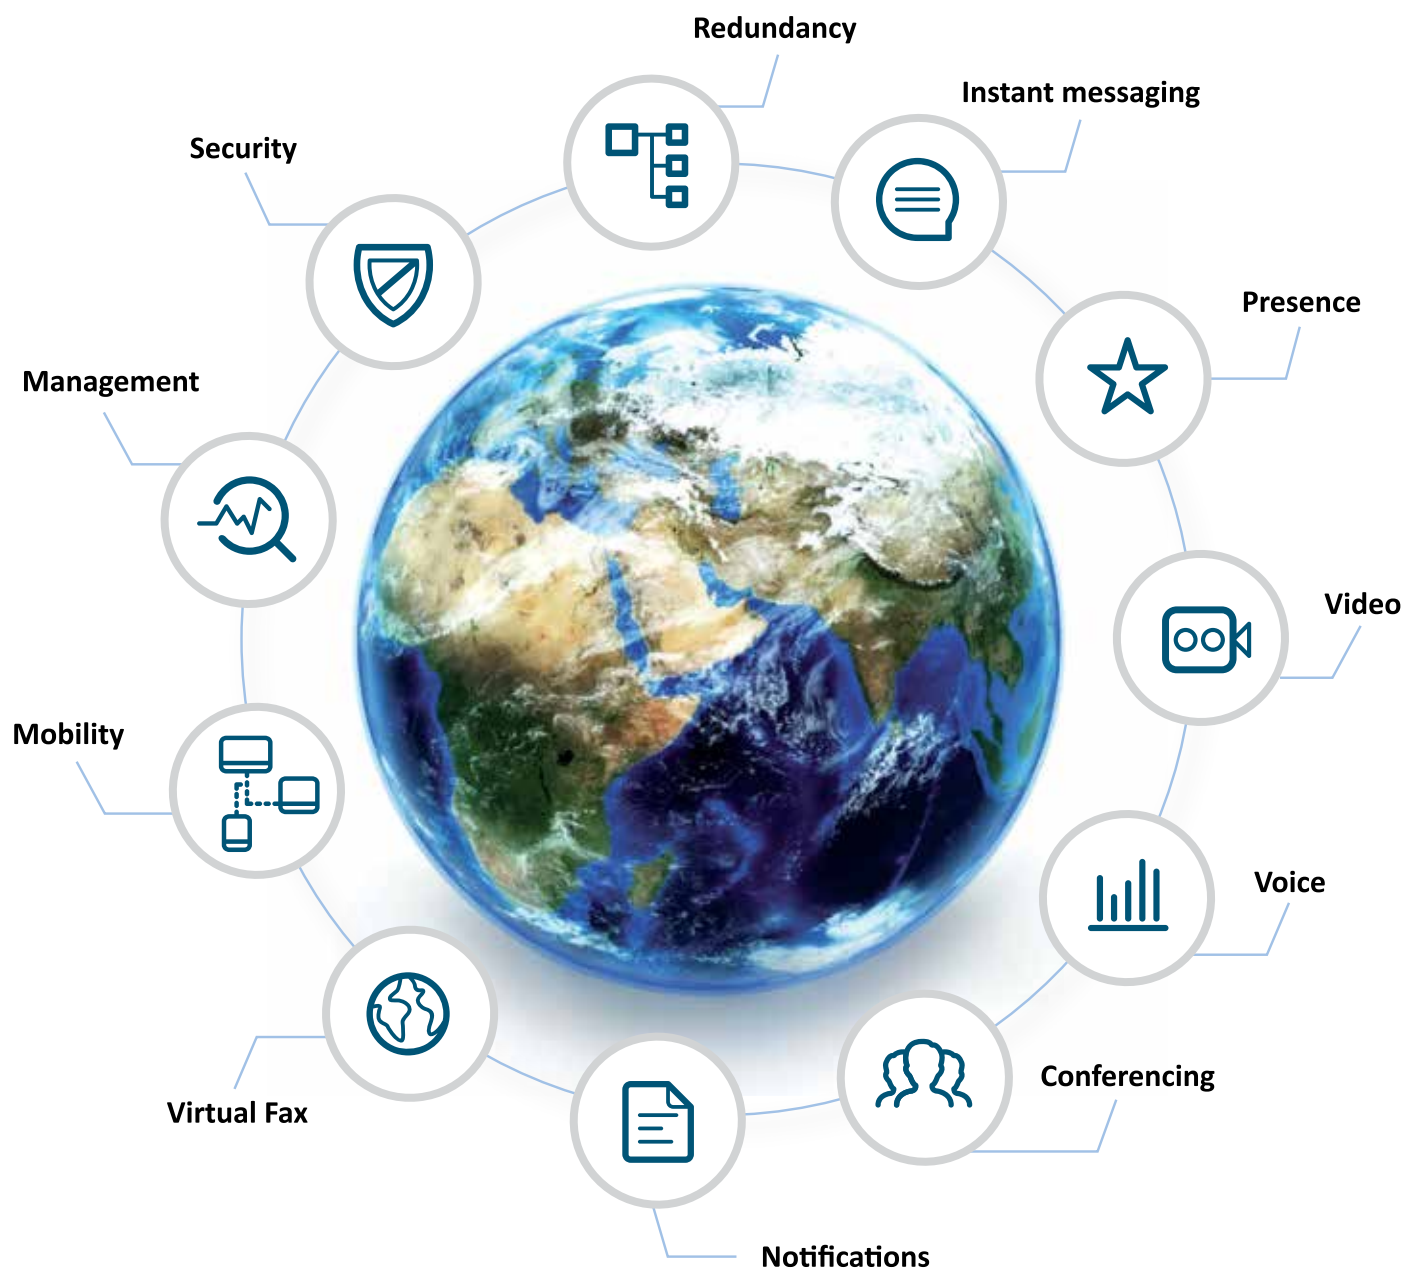 Redundancy
Instant messaging
Security
Presence
Management
Video
Mobility
Voice
Conferencing
Virtual Fax
Notifications